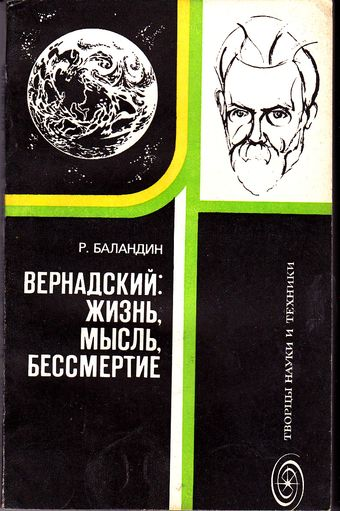 Р. БАЛАНДИН
ВЕРНАДСКИЙ:
ЖИЗНЬ,
МЫСЛЬ,
БЕССМЕРТИЕ
ТВОРЦЫ НАУКИ И ТЕХНИКИ